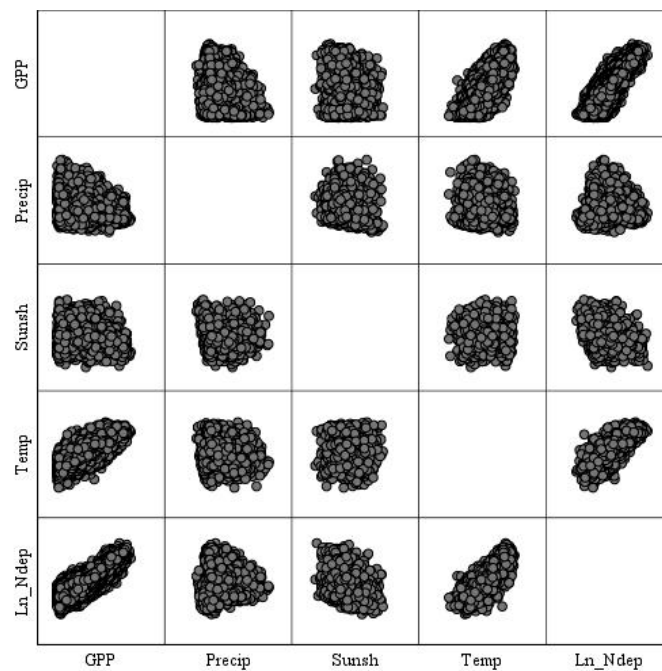 GPP
Precip
Sunsh
Temp
Ln_Ndep
GPP Precip Sunsh Temp Ln_Ndep